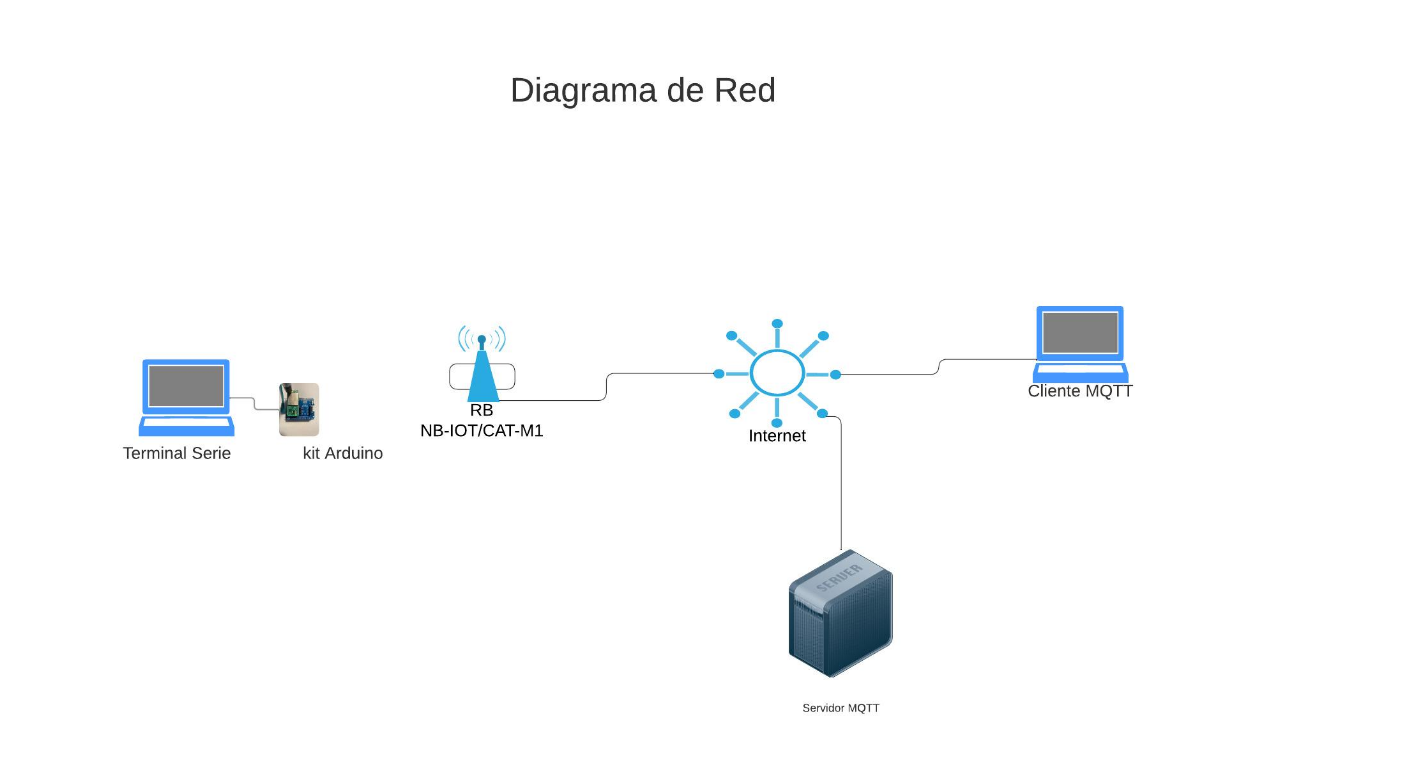 Diagrama de Red
Cliente MQTT
RB
NB-IOT/CAT-M1
Internet
Terminal Serie
kit Arduino
SERVER
Servidor MQTT